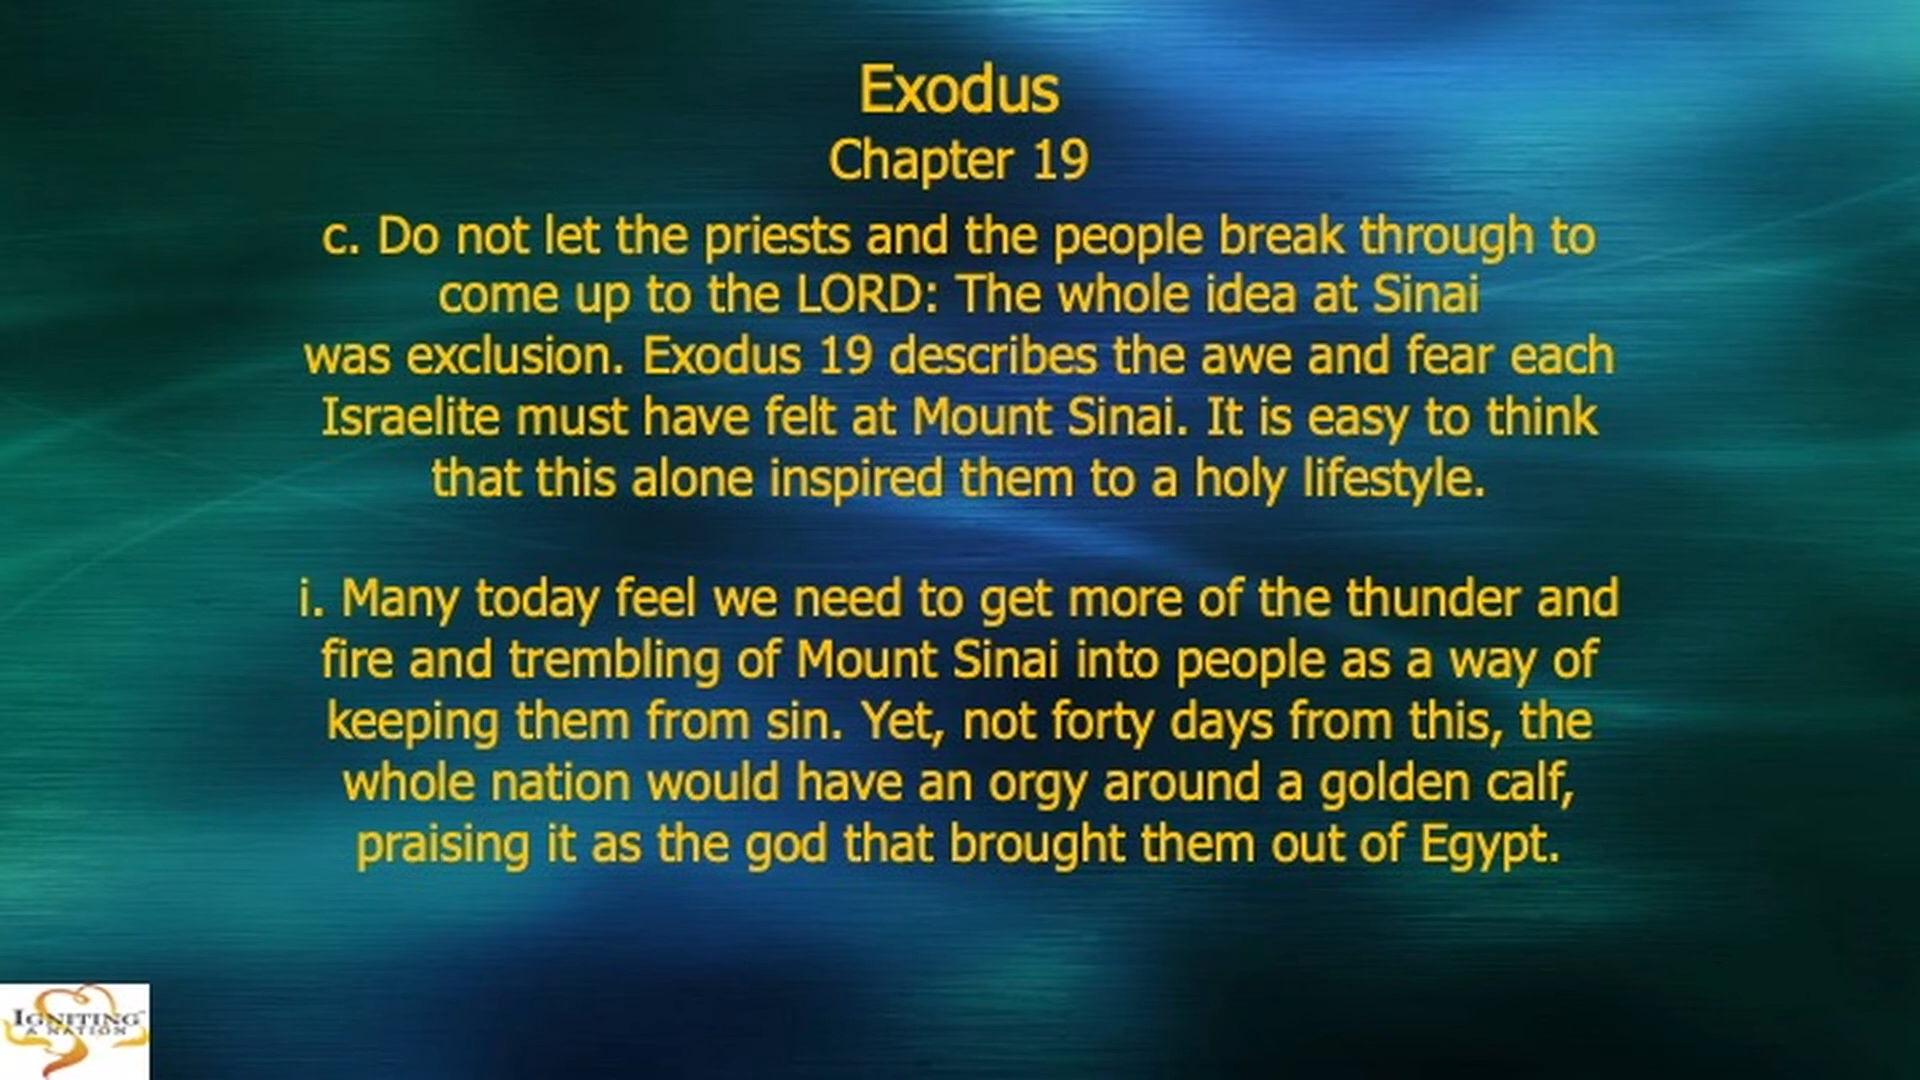 Exodus
Chapter 19
c. Do not let the priests and the people break through to
come up to the LORD: The whole idea at Sinai
was exclusion. Exodus 19 describes the awe and fear each
Israelite must have felt at Mount Sinai. It is easy to think
that this alone inspired them to a holy lifestyle.
i. Many today feel we need to get more of the thunder and
fire and trembling of Mount Sinai into people as a way of
keeping them from sin. Yet, not forty days from this, the
whole nation would have an orgy around a golden calf,
praising it as the god that brought them out of Egypt.
IGNITING
A NATION